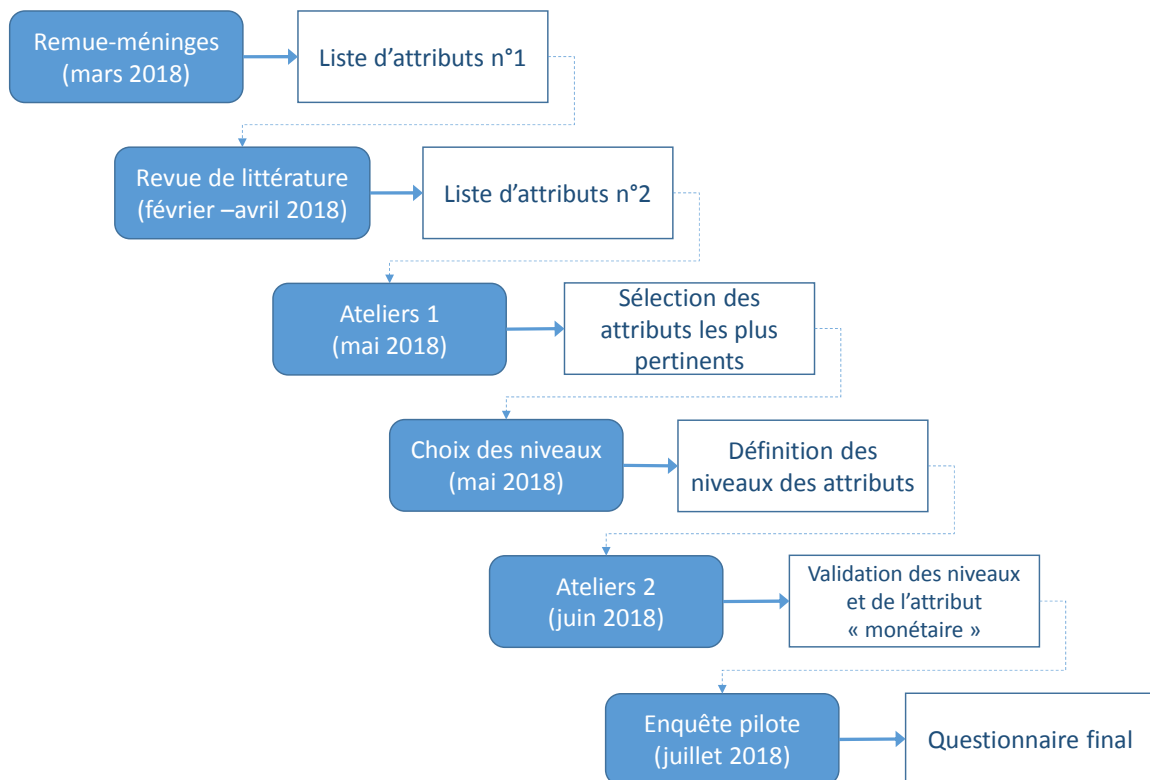 Remue-méninges
(mars 2018)
Liste d’attributs n°1
Revue de littérature
(février –avril 2018)
Liste d’attributs n°2
Ateliers 1
(mai 2018)
Sélection des
attributs les plus
pertinents
Choix des niveaux
(mai 2018)
Définition des
niveaux des attributs
Ateliers 2
(juin 2018)
Validation des niveaux
et de l’attribut
« monétaire »
Enquête pilote
(juillet 2018)
Questionnaire final